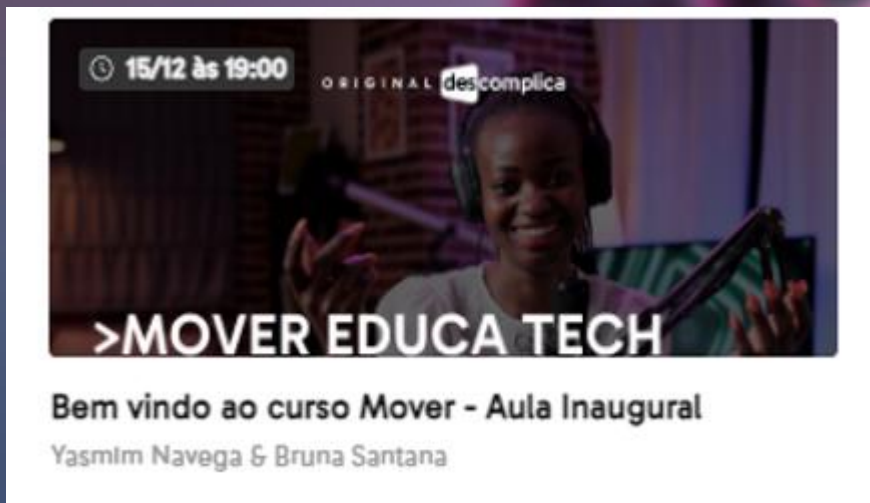 15/12 às 19:00
ORIGINAL descomplica
>MOVER EDUCA TECH
Bem vindo ao curso Mover - Aula Inaugural
Yasmim Navega & Bruna Santana